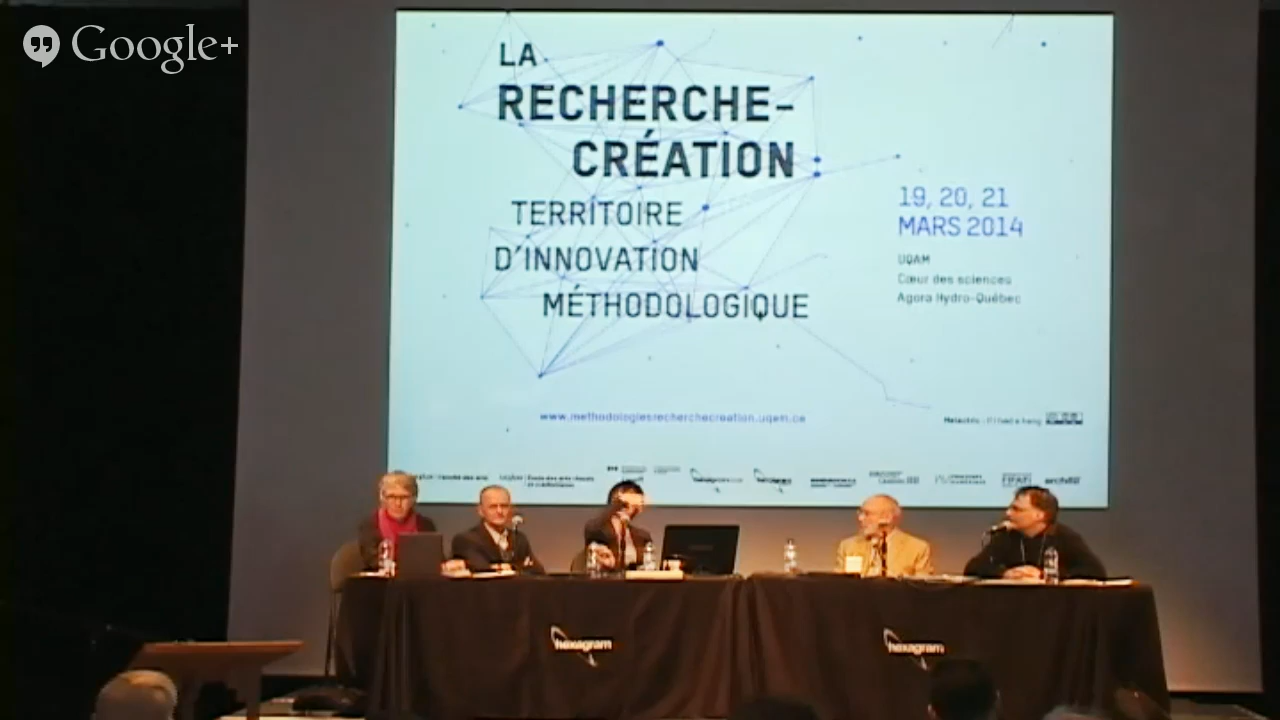 Google+
LA
RECHERCHE-
CRÉATION :
TERRITOIRE
D'INNOVATION
MÉTHODOLOGIQUE
19, 20, 21
MARS 2014
UQAM
Cœur des sciences
Agora Hydro-Québec
www.methodologiesrecherchecreation.uqam.ca
hexagram
hexagram